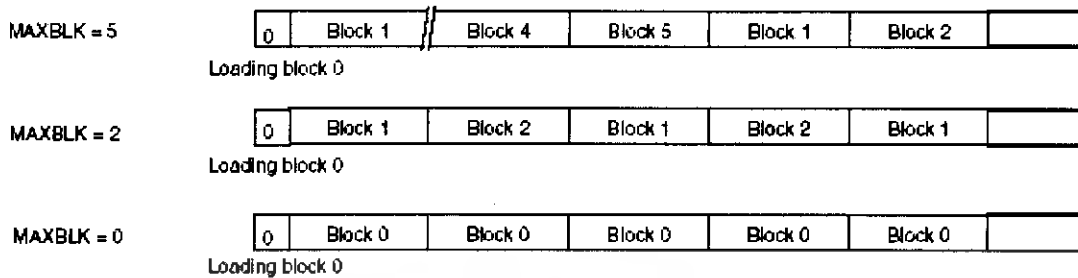 MAXBLK = 5 0 Block 1 Block 4 Block 5 Block 1 Block 2
Loading block 0
MAXBLK = 2 0 Block 1 Block 2 Block 1 Block 2 Block 1
Loading block 0
MAXBLK = 0 0 Block 0 Block 0 Block 0 Block 0 Block 0
Loading block 0